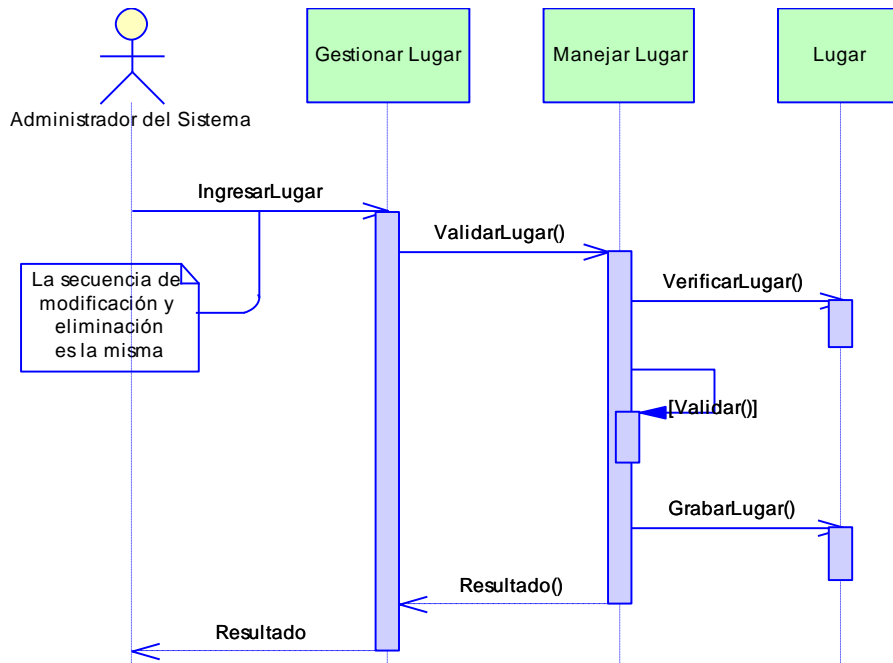 Gestionar Lugar
Manejar Lugar
Lugar
Administrador del Sistema
IngresarLugar
ValidarLugar()
La secuencia de
modificación y
eliminación
es la misma
VerificarLugar()
[Validar()]
GrabarLugar()
Resultado()
Resultado